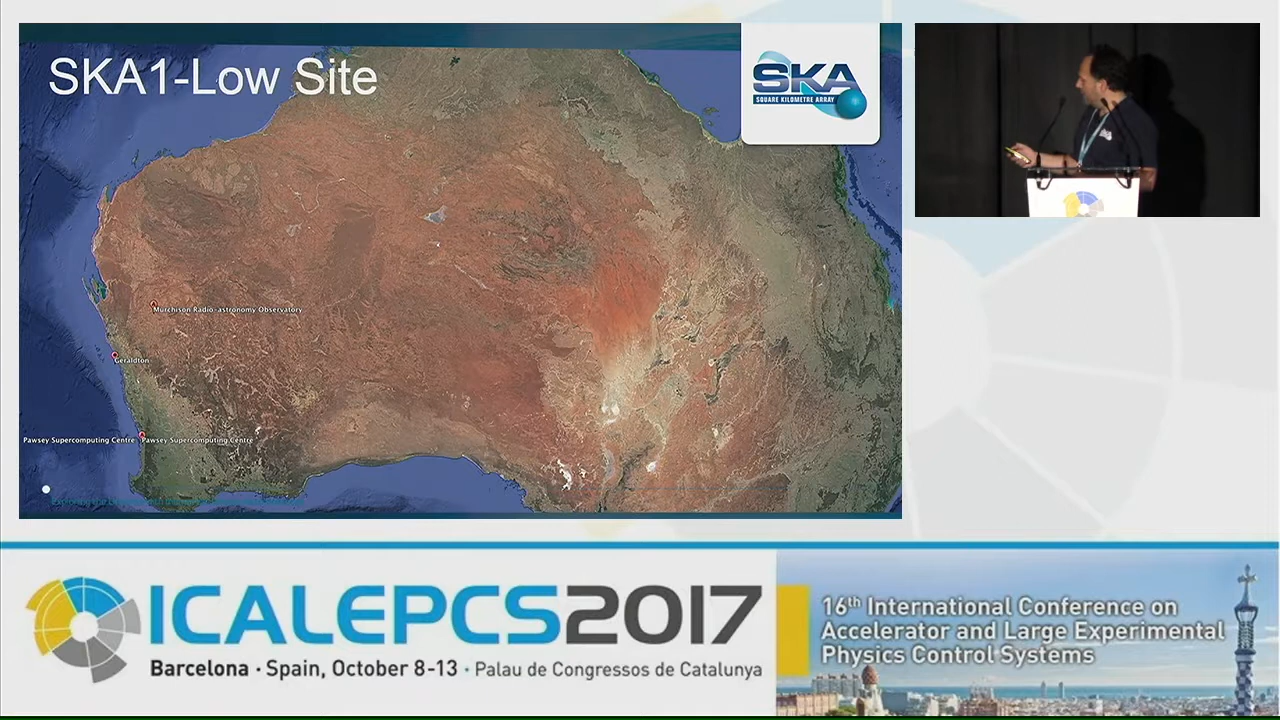 SKA1-Low Site
SKA
SQUARE KILOMETRE ARRAY
Murchison Radio-astronomy Observatory
Geraldton
Pawsey Supercomputing Centre
Pawsey Supercomputing Centre
ICALEPCS2017
Barcelona · Spain, October 8-13 · Palau de Congressos de Catalunya
16th International Conference on
Accelerator and Large Experimental
Physics Control Systems